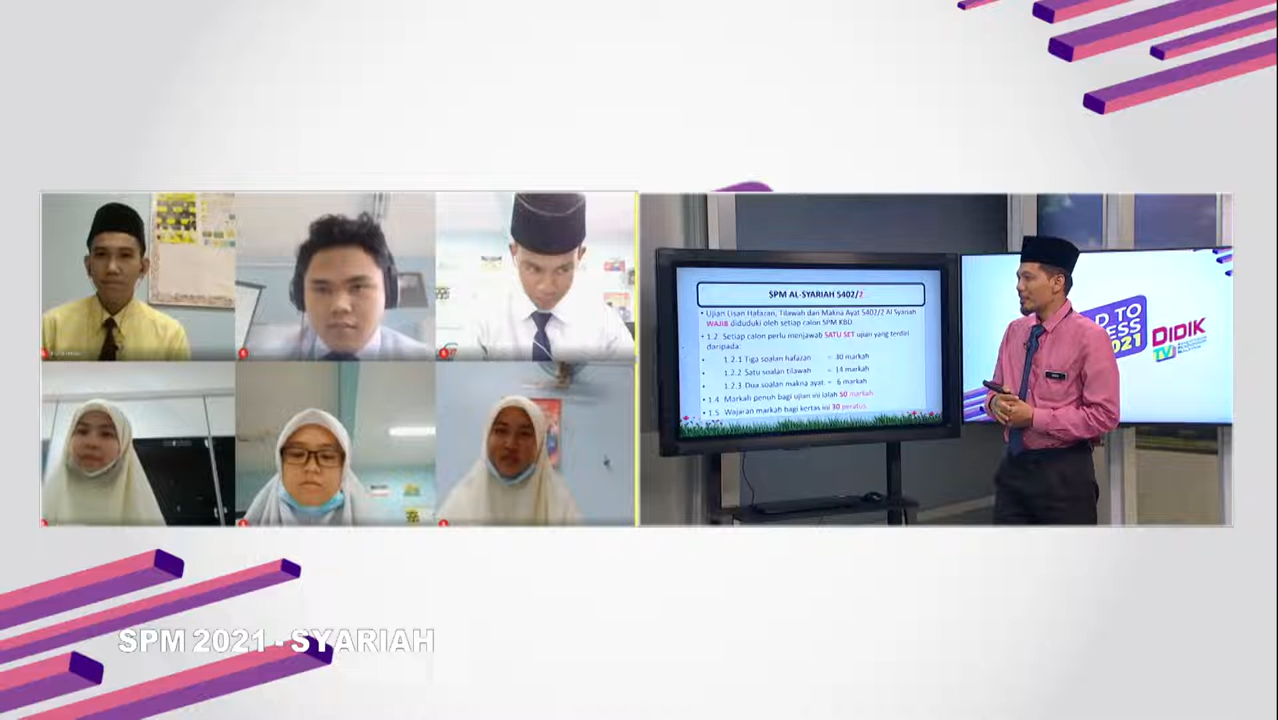 SPM AL-SYARIAH 5402/2
• Ujian Lisan Hafazan, Tilawah dan Makna Ayat 5402/2 Al Syariah
WAJIB diduduki oleh setiap calon SPM KBD
• 1.2 Setiap calon perlu menjawab SATU SET ujian yang terdiri
daripada:
• 1.2.1 Tiga soalan hafazan = 30 markah
• 1.2.2 Satu soalan tilawah = 14 markah
• 1.2.3 Dua soalan makna ayat = 6 markah
• 1.4 Markah penuh bagi ujian ini ialah 50 markah
• 1.5 Wajaran markah bagi kertas ini 30 peratus.
D TO
ESS
2021
DIDIK
TV
SPM 2021 - SYARIAH